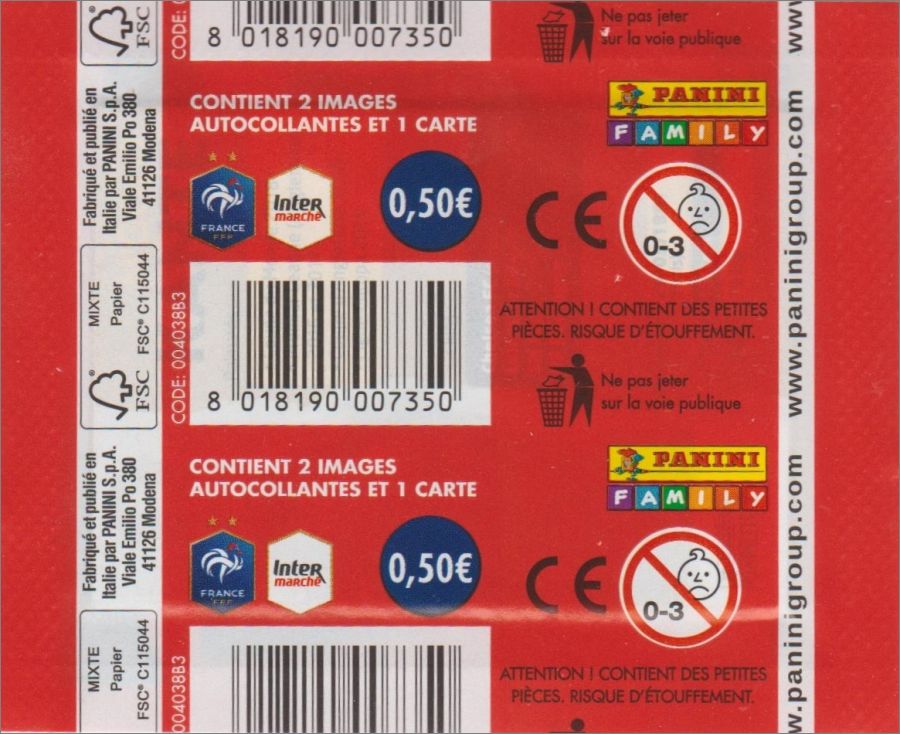 FSC
CODE:
8 018190 007350
Ne pas jeter
sur la voie publique
Fabriqué et publié en
Italie par PANINI S.p.A.
Viale Emilio Po 380
41126 Modena
CONTIENT 2 IMAGES
AUTOCOLLANTES ET 1 CARTE
FRANCE
FFF
Inter
marché
0,50€
CE
PANINI
FAMILY
0-3
ATTENTION ! CONTIENT DES PETITES
PIÈCES. RISQUE D'ÉTOUFFEMENT.
www.paninigroup.com
MIXTE
Papier
FSC® C115044
FSC
CODE: 004038B3
8 018190 007350
Ne pas jeter
sur la voie publique
Fabriqué et publié en
Italie par PANINI S.p.A.
Viale Emilio Po 380
41126 Modena
CONTIENT 2 IMAGES
AUTOCOLLANTES ET 1 CARTE
FRANCE
FFF
Inter
marché
0,50€
CE
PANINI
FAMILY
0-3
ATTENTION ! CONTIENT DES PETITES
PIÈCES. RISQUE D'ÉTOUFFEMENT.
w.paninigroup.com
MIXTE
Papier
FSC® C115044
004038B3